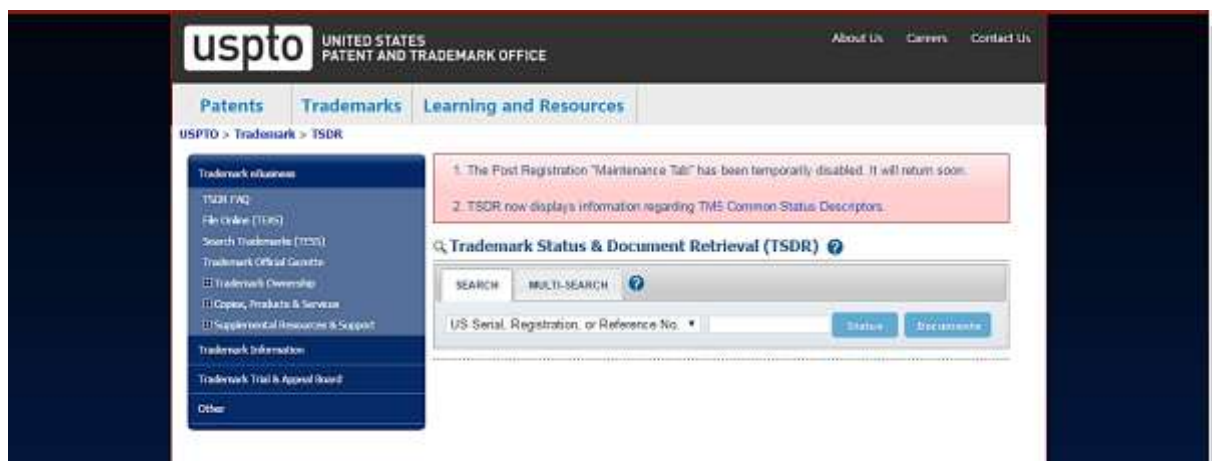 uspto
UNITED STATES
PATENT AND TRADEMARK OFFICE
About Us Careers Contact Us
Patents Trademarks Learning and Resources
USPTO > Trademark > TSDR
Trademark eBusiness
TSDR FAQ
File Online (TEAS)
Search Trademarks (TESS)
Trademark Official Gazette
Trademark Ownership
Copies, Products & Services
Supplemental Resources & Support
Trademark Information
Trademark Trial & Appeal Board
Other
1. The Post Registration "Maintenance Tab" has been temporarily disabled. It will return soon.
2. TSDR now displays information regarding TM5 Common Status Descriptors.
Trademark Status & Document Retrieval (TSDR) ?
SEARCH MULTI-SEARCH ?
US Serial, Registration, or Reference No. Status Documents